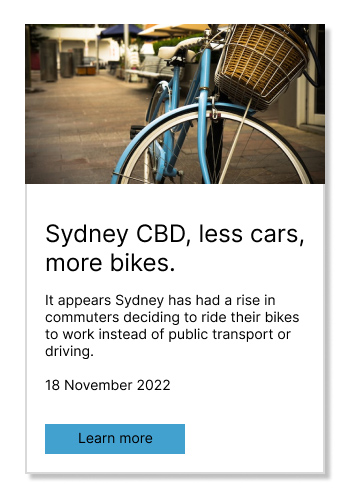 Sydney CBD, less cars,
more bikes.
It appears Sydney has had a rise in
commuters deciding to ride their bikes
to work instead of public transport or
driving.
18 November 2022
Learn more